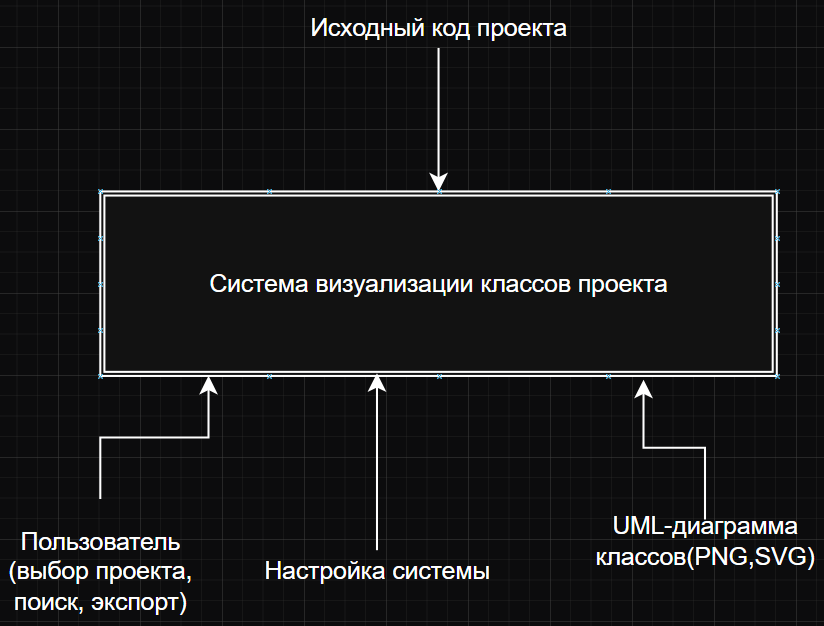 Исходный код проекта
Система визуализации классов проекта
Пользователь
(выбор проекта,
поиск, экспорт)
Настройка системы
UML-диаграмма
классов(PNG,SVG)